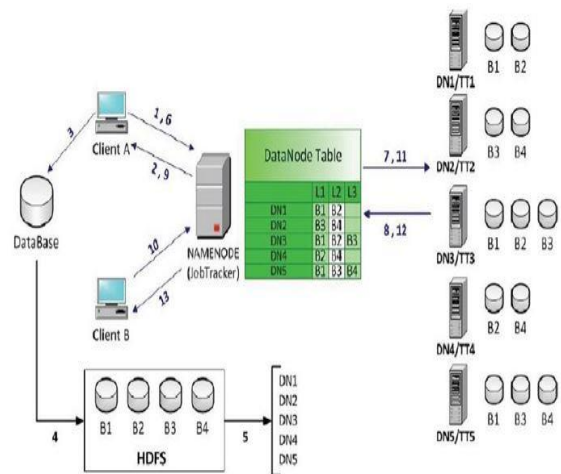 3
1,6
Client A
2,9
DataBase
10
NAMENODE
(JobTracker)
13
Client B
DataNode Table
L1 L2 L3
DN1 B1 B2
DN2 B3 B4
DN3 B1 B2 B3
DN4 B2 B4
DN5 B1 B3 B4
7,11
8,12
B1 B2
DN1/TT1
B3 B4
DN2/TT2
B1 B2 B3
DN3/TT3
B2 B4
DN4/TT4
B1 B3 B4
DN5/TT5
4
B1 B2 B3 B4
HDFS
5
DN1
DN2
DN3
DN4
DN5